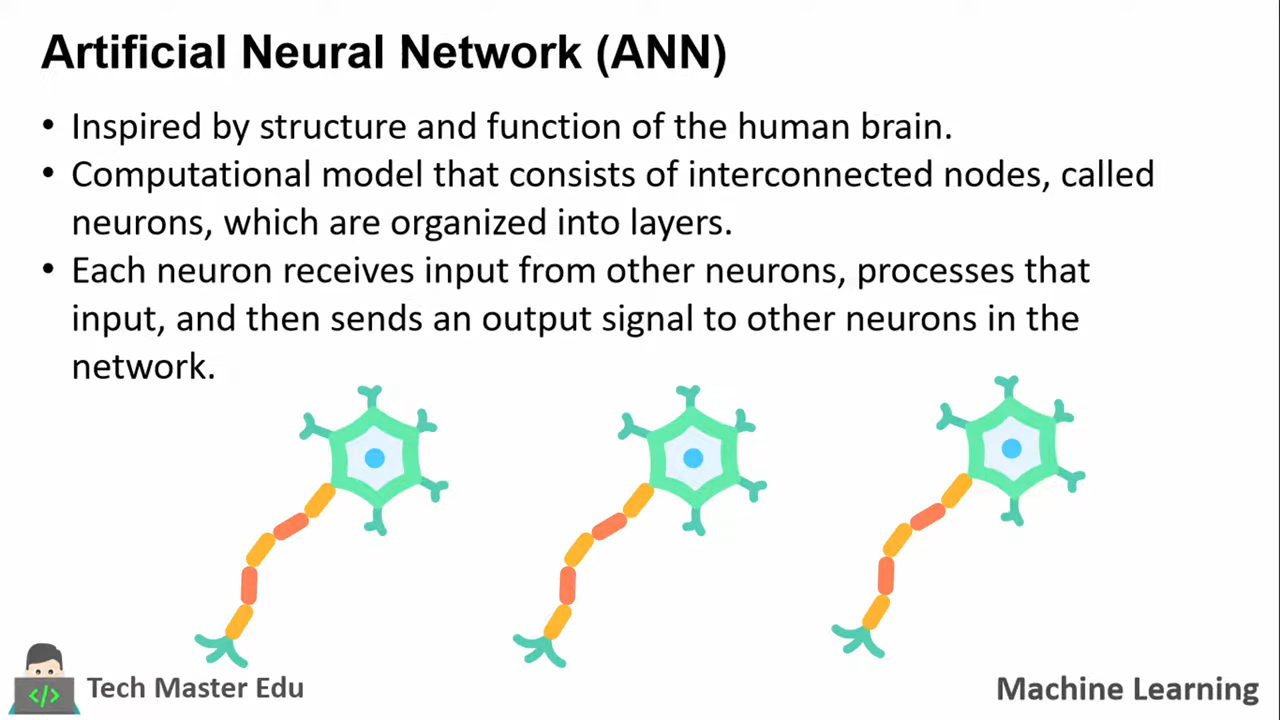 Artificial Neural Network (ANN)
• Inspired by structure and function of the human brain.
• Computational model that consists of interconnected nodes, called
neurons, which are organized into layers.
• Each neuron receives input from other neurons, processes that
input, and then sends an output signal to other neurons in the
network.
</>
Tech Master Edu
Machine Learning